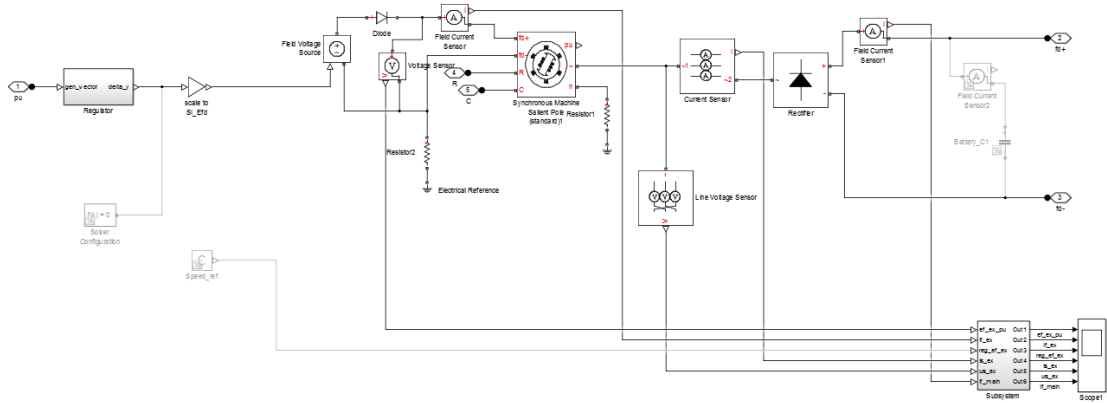 1
pu
gen_vector
delta_y
Regulator
scale to
SI_Efd
f(x) = 0
Solver
Configuration
C
Speed_ref
Field Voltage
Source
Diode
A
I
Field Current
Sensor
V
Voltage Sensor
V
Resistor2
Electrical Reference
4
R
5
C
fd+
fd-
R
C
pu
~
n
Synchronous Machine
Salient Pole
(standard)1
Resistor1
A
A
A
~1
~2
I
Current Sensor
V V V
V
Line Voltage Sensor
~
+
-
Rectifier
A
I
Field Current
Sensor1
A
Field Current
Sensor2
Battery_C1
2
fd+
3
fd-
ef_ex_pu
if_ex
reg_ef_ex
is_ex
us_ex
if_main
Out1
Out2
Out3
Out4
Out5
Out6
Subsystem
ef_ex_pu
if_ex
reg_ef_ex
is_ex
us_ex
if_main
Scope1